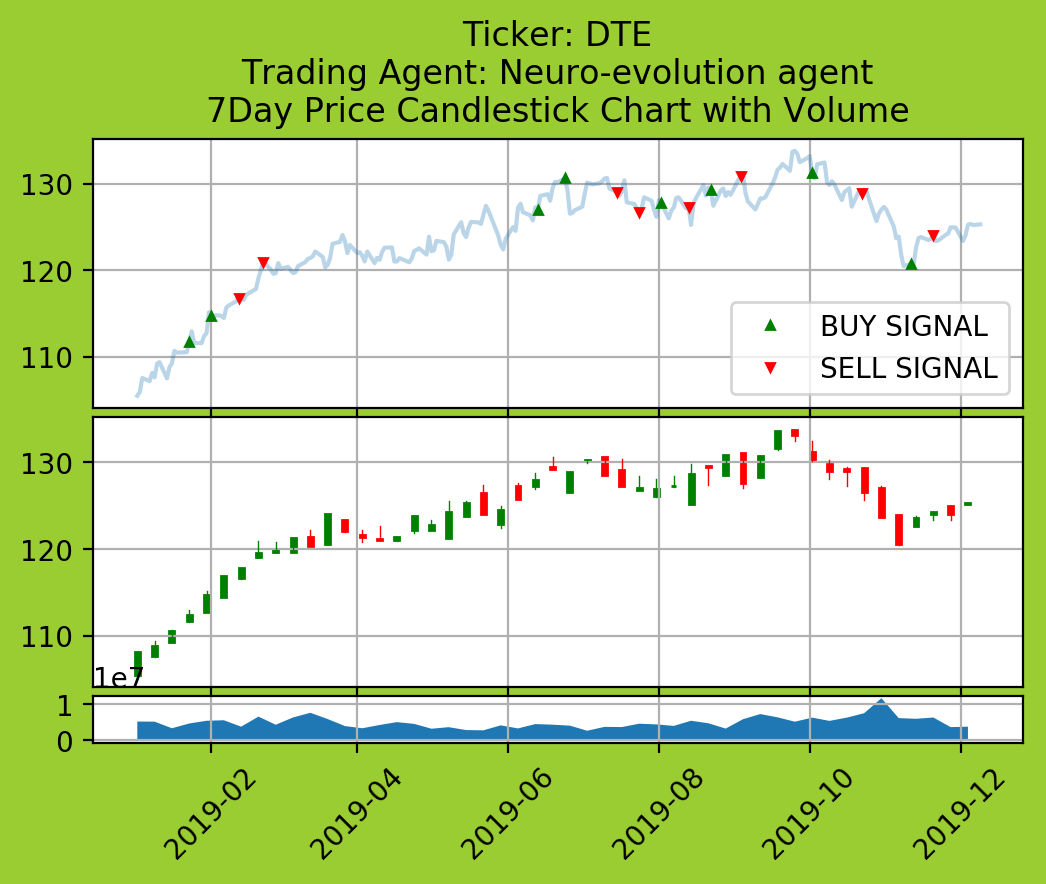 Ticker: DTE
Trading Agent: Neuro-evolution agent
7Day Price Candlestick Chart with Volume
130
120
110
BUY SIGNAL
SELL SIGNAL
130
120
110
1e7
1
0
2019-02
2019-04
2019-06
2019-08
2019-10
2019-12